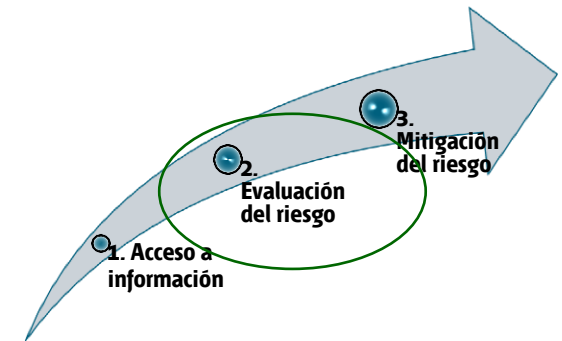 3.
Mitigación
del riesgo
2.
Evaluación
del riesgo
1. Acceso a
información